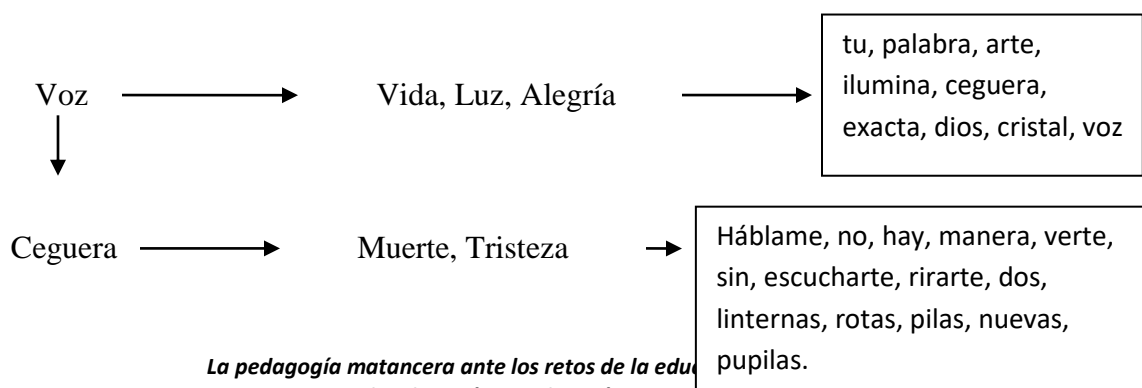 Voz
Vida, Luz, Alegría
tu, palabra, arte,
ilumina, ceguera,
exacta, dios, cristal, voz
Ceguera
Muerte, Tristeza
Háblame, no, hay, manera, verte,
sin, escucharte, rirarte, dos,
linternas, rotas, pilas, nuevas,
pupilas.
La pedagogía matancera ante los retos de la